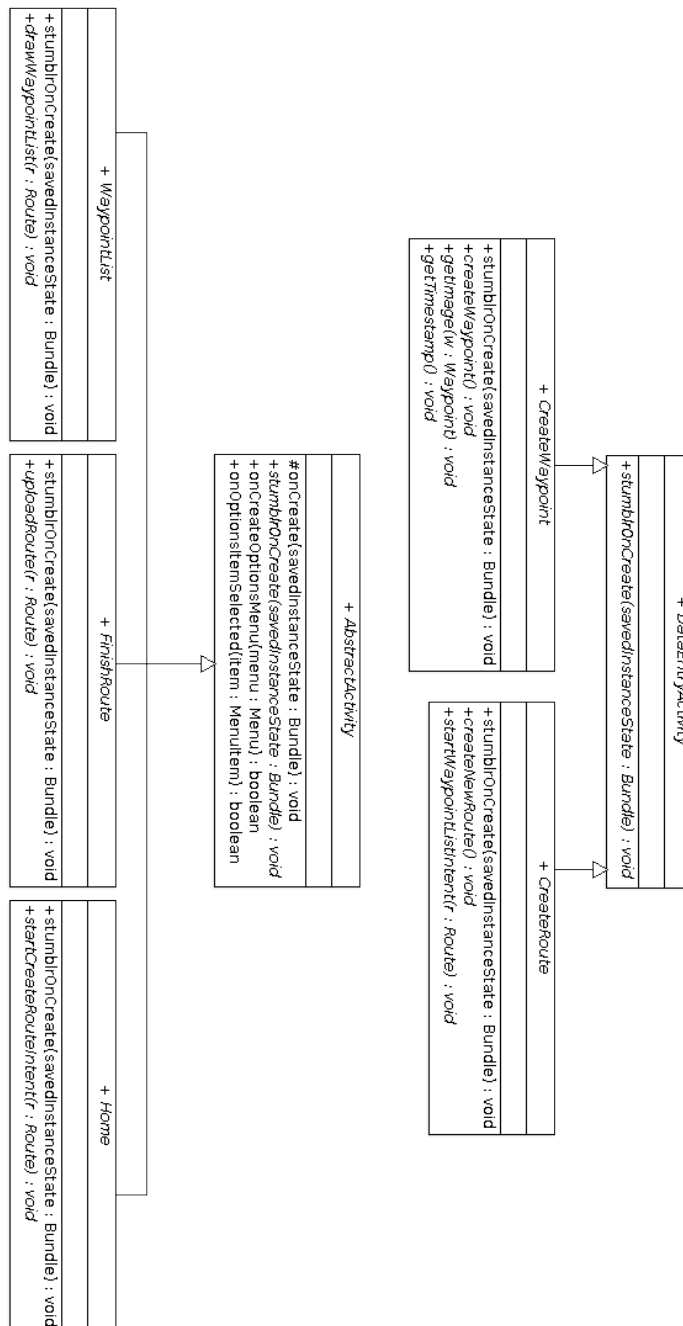 + DataEntryActivity
+stumblrOnCreate(savedInstanceState : Bundle) : void
+ CreateWaypoint
+stumblrOnCreate(savedInstanceState : Bundle) : void
+createWaypoint() : void
+getImage(w : Waypoint) : void
+getTimestamp() : void
+ CreateRoute
+stumblrOnCreate(savedInstanceState : Bundle) : void
+createNewRoute() : void
+startWaypointListIntent(r : Route) : void
+ AbstractActivity
#onCreate(savedInstanceState : Bundle) : void
+stumblrOnCreate(savedInstanceState : Bundle) : void
+onCreateOptionsMenu(menu : Menu) : boolean
+onOptionsItemSelected(item : MenuItem) : boolean
+ WaypointList
+stumblrOnCreate(savedInstanceState : Bundle) : void
+drawWaypointList(r : Route) : void
+ FinishRoute
+stumblrOnCreate(savedInstanceState : Bundle) : void
+uploadRoute(r : Route) : void
+ Home
+stumblrOnCreate(savedInstanceState : Bundle) : void
+startCreateRouteIntent(r : Route) : void